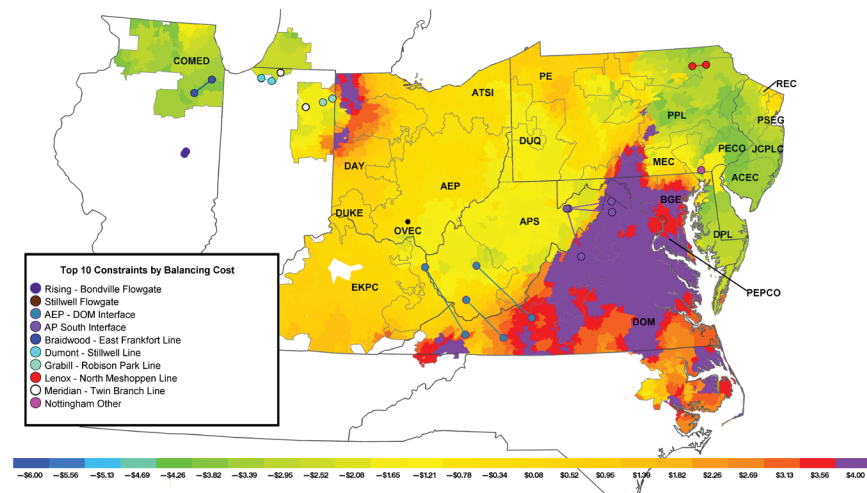 COMED
ATSI
PE
REC
PPL
PSEG
DUQ
PECO
JCPLC
MEC
DAY
AEP
ACEC
BGE
DUKE
APS
OVEC
DPL
EKPC
PEPCO
DOM
Top 10 Constraints by Balancing Cost
Rising - Bondville Flowgate
Stillwell Flowgate
AEP - DOM Interface
AP South Interface
Braidwood - East Frankfort Line
Dumont - Stillwell Line
Grabill - Robison Park Line
Lenox - North Meshoppen Line
Meridian - Twin Branch Line
Nottingham Other
—$6.00 —$5.56 —$5.13 —$4.69 —$4.26 —$3.82 —$3.39 —$2.95 —$2.52 —$2.08 —$1.65 —$1.21 —$0.78 —$0.34 $0.08 $0.52 $0.95 $1.39 $1.82 $2.26 $2.69 $3.13 $3.56 $4.00